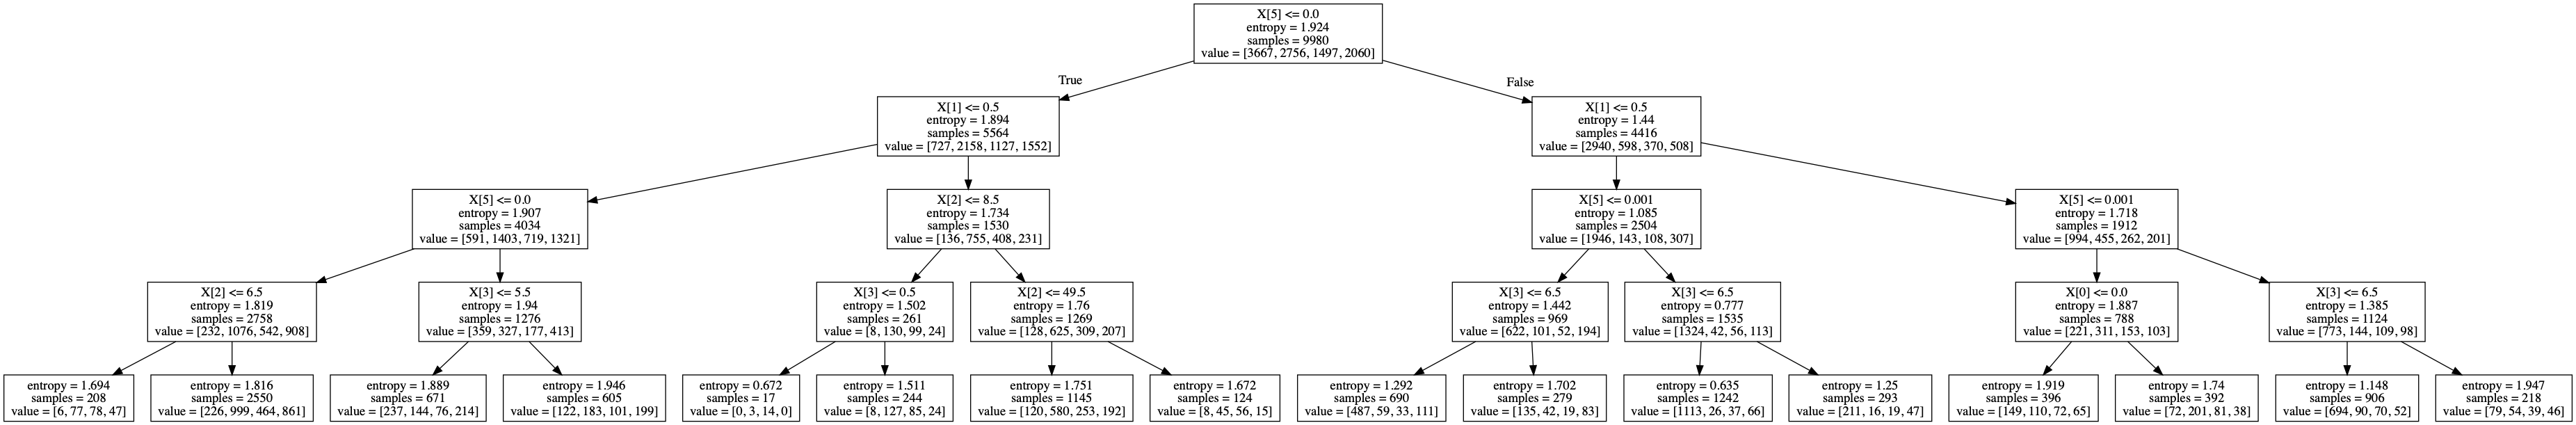 X[5] <= 0.0
entropy = 1.924
samples = 9980
value = [3667, 2756, 1497, 2060]
True
False
X[1] <= 0.5
entropy = 1.894
samples = 5564
value = [727, 2158, 1127, 1552]
X[1] <= 0.5
entropy = 1.44
samples = 4416
value = [2940, 598, 370, 508]
X[5] <= 0.0
entropy = 1.907
samples = 4034
value = [591, 1403, 719, 1321]
X[2] <= 8.5
entropy = 1.734
samples = 1530
value = [136, 755, 408, 231]
X[5] <= 0.001
entropy = 1.085
samples = 2504
value = [1946, 143, 108, 307]
X[5] <= 0.001
entropy = 1.718
samples = 1912
value = [994, 455, 262, 201]
X[2] <= 6.5
entropy = 1.819
samples = 2758
value = [232, 1076, 542, 908]
X[3] <= 5.5
entropy = 1.94
samples = 1276
value = [359, 327, 177, 413]
X[3] <= 0.5
entropy = 1.502
samples = 261
value = [8, 130, 99, 24]
X[2] <= 49.5
entropy = 1.76
samples = 1269
value = [128, 625, 309, 207]
X[3] <= 6.5
entropy = 1.442
samples = 969
value = [622, 101, 52, 194]
X[3] <= 6.5
entropy = 0.777
samples = 1535
value = [1324, 42, 56, 113]
X[0] <= 0.0
entropy = 1.887
samples = 788
value = [221, 311, 153, 103]
X[3] <= 6.5
entropy = 1.385
samples = 1124
value = [773, 144, 109, 98]
entropy = 1.694
samples = 208
value = [6, 77, 78, 47]
entropy = 1.816
samples = 2550
value = [226, 999, 464, 861]
entropy = 1.889
samples = 671
value = [237, 144, 76, 214]
entropy = 1.946
samples = 605
value = [122, 183, 101, 199]
entropy = 0.672
samples = 17
value = [0, 3, 14, 0]
entropy = 1.511
samples = 244
value = [8, 127, 85, 24]
entropy = 1.751
samples = 1145
value = [120, 580, 253, 192]
entropy = 1.672
samples = 124
value = [8, 45, 56, 15]
entropy = 1.292
samples = 690
value = [487, 59, 33, 111]
entropy = 1.702
samples = 279
value = [135, 42, 19, 83]
entropy = 0.635
samples = 1242
value = [1113, 26, 37, 66]
entropy = 1.25
samples = 293
value = [211, 16, 19, 47]
entropy = 1.919
samples = 396
value = [149, 110, 72, 65]
entropy = 1.74
samples = 392
value = [72, 201, 81, 38]
entropy = 1.148
samples = 906
value = [694, 90, 70, 52]
entropy = 1.947
samples = 218
value = [79, 54, 39, 46]